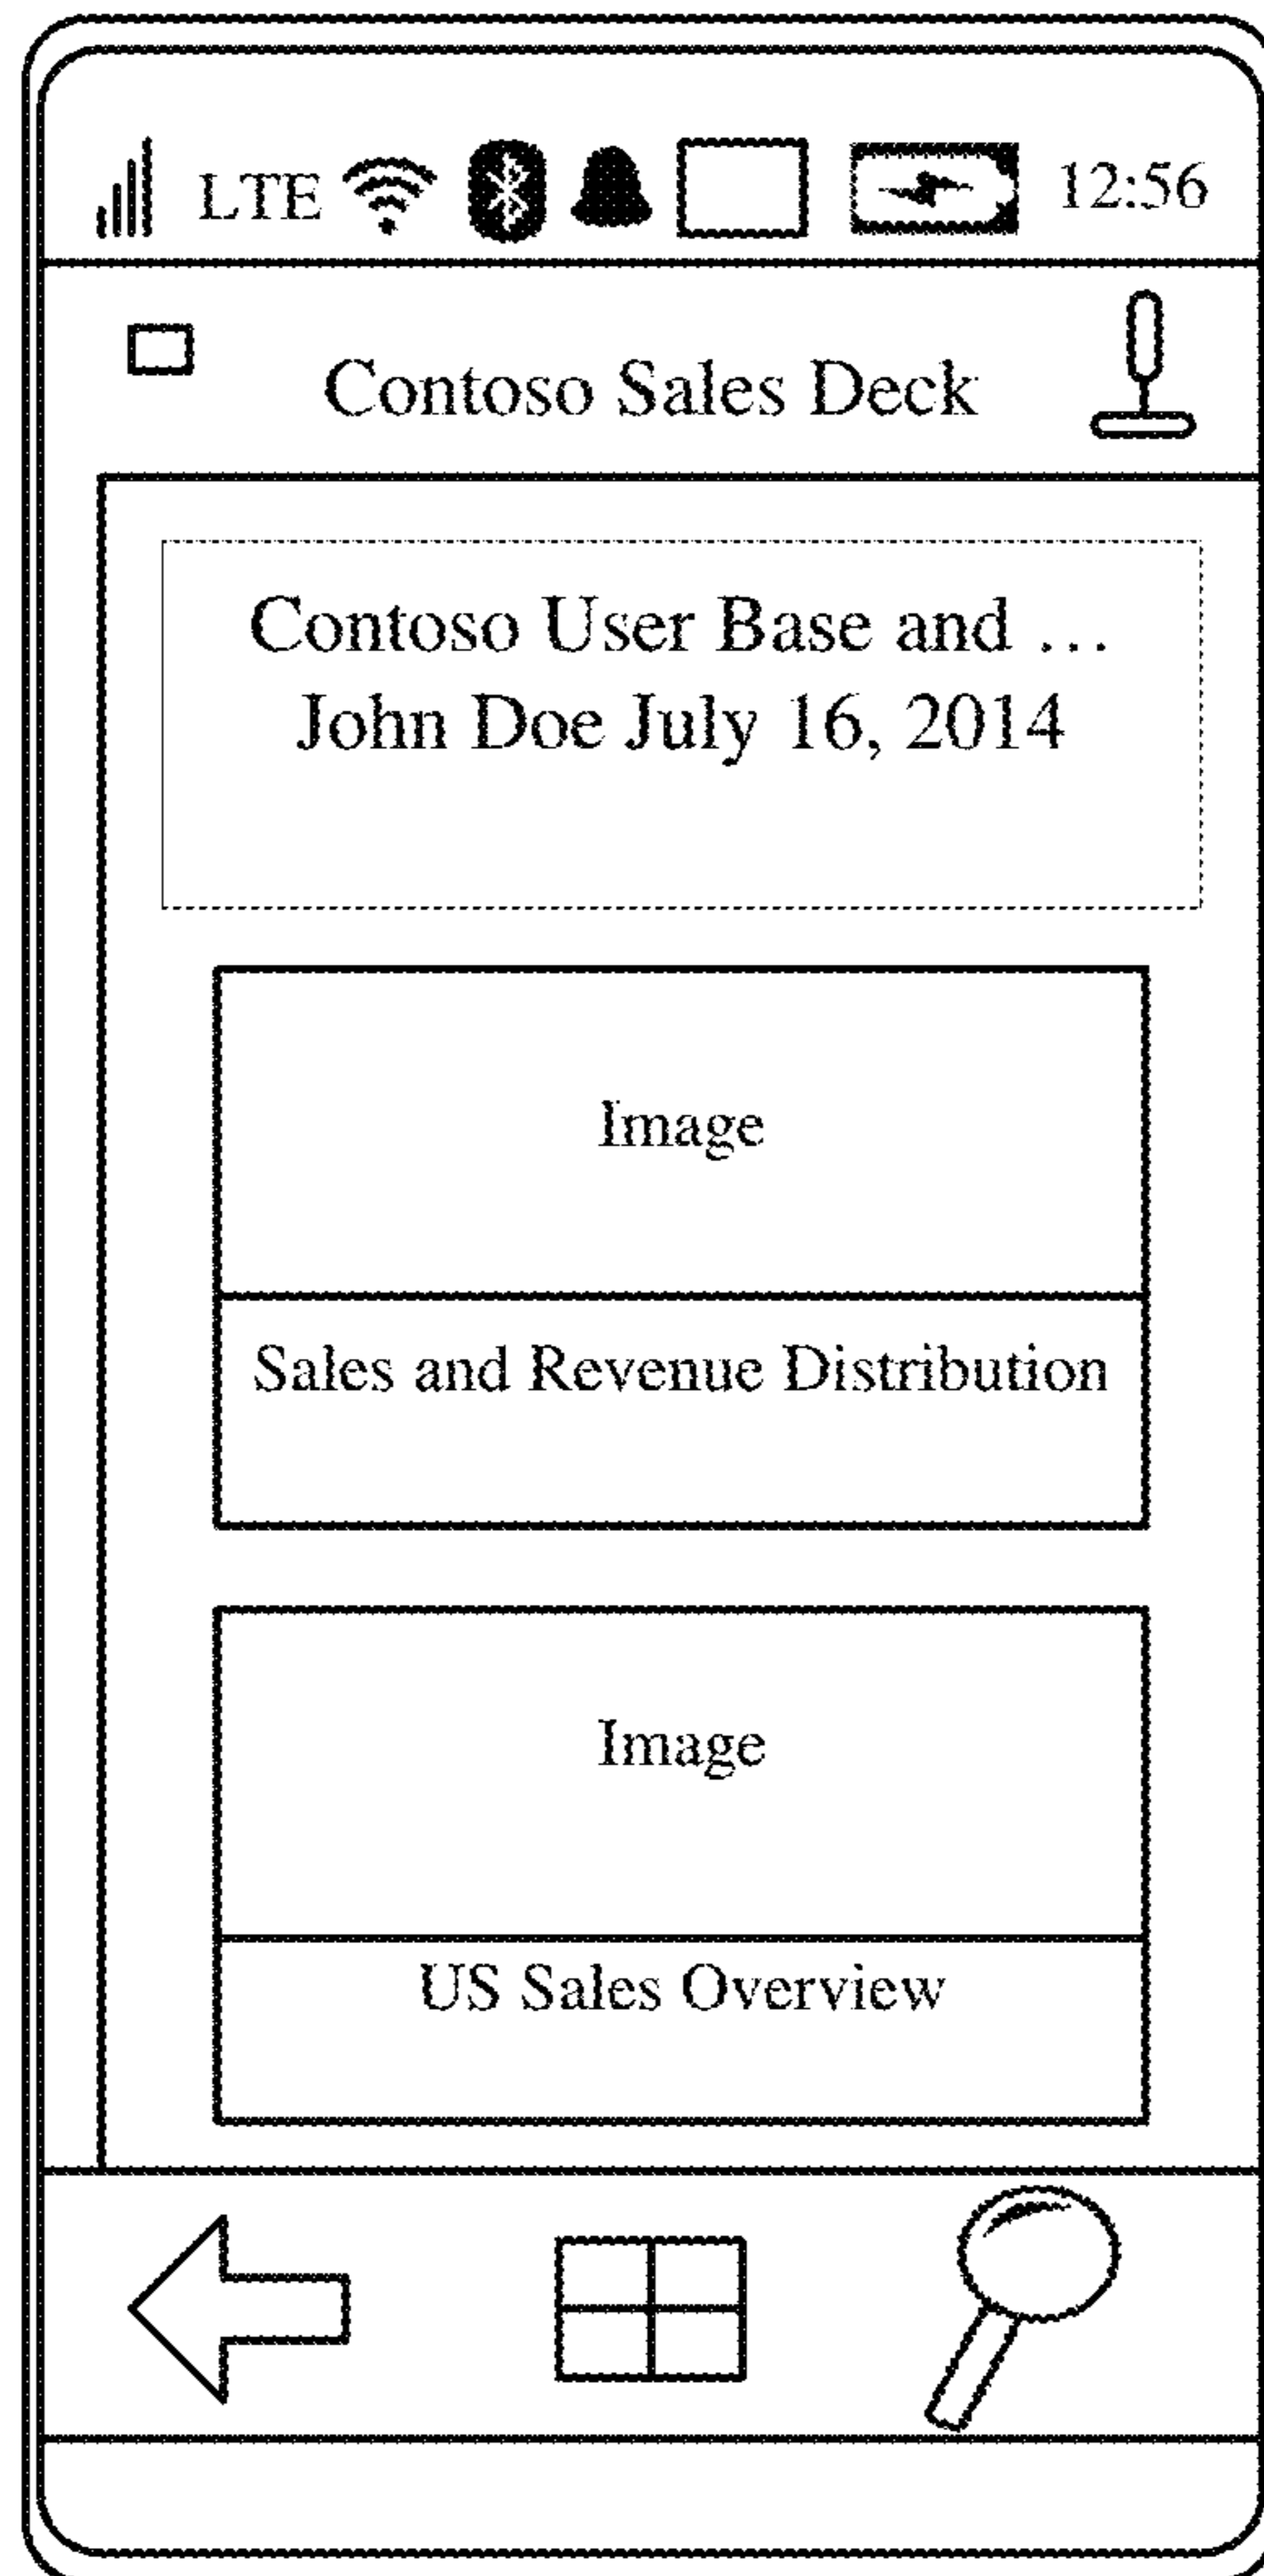 LTE 12:56
Contoso Sales Deck
Contoso User Base and ...
John Doe July 16, 2014
Image
Sales and Revenue Distribution
Image
US Sales Overview